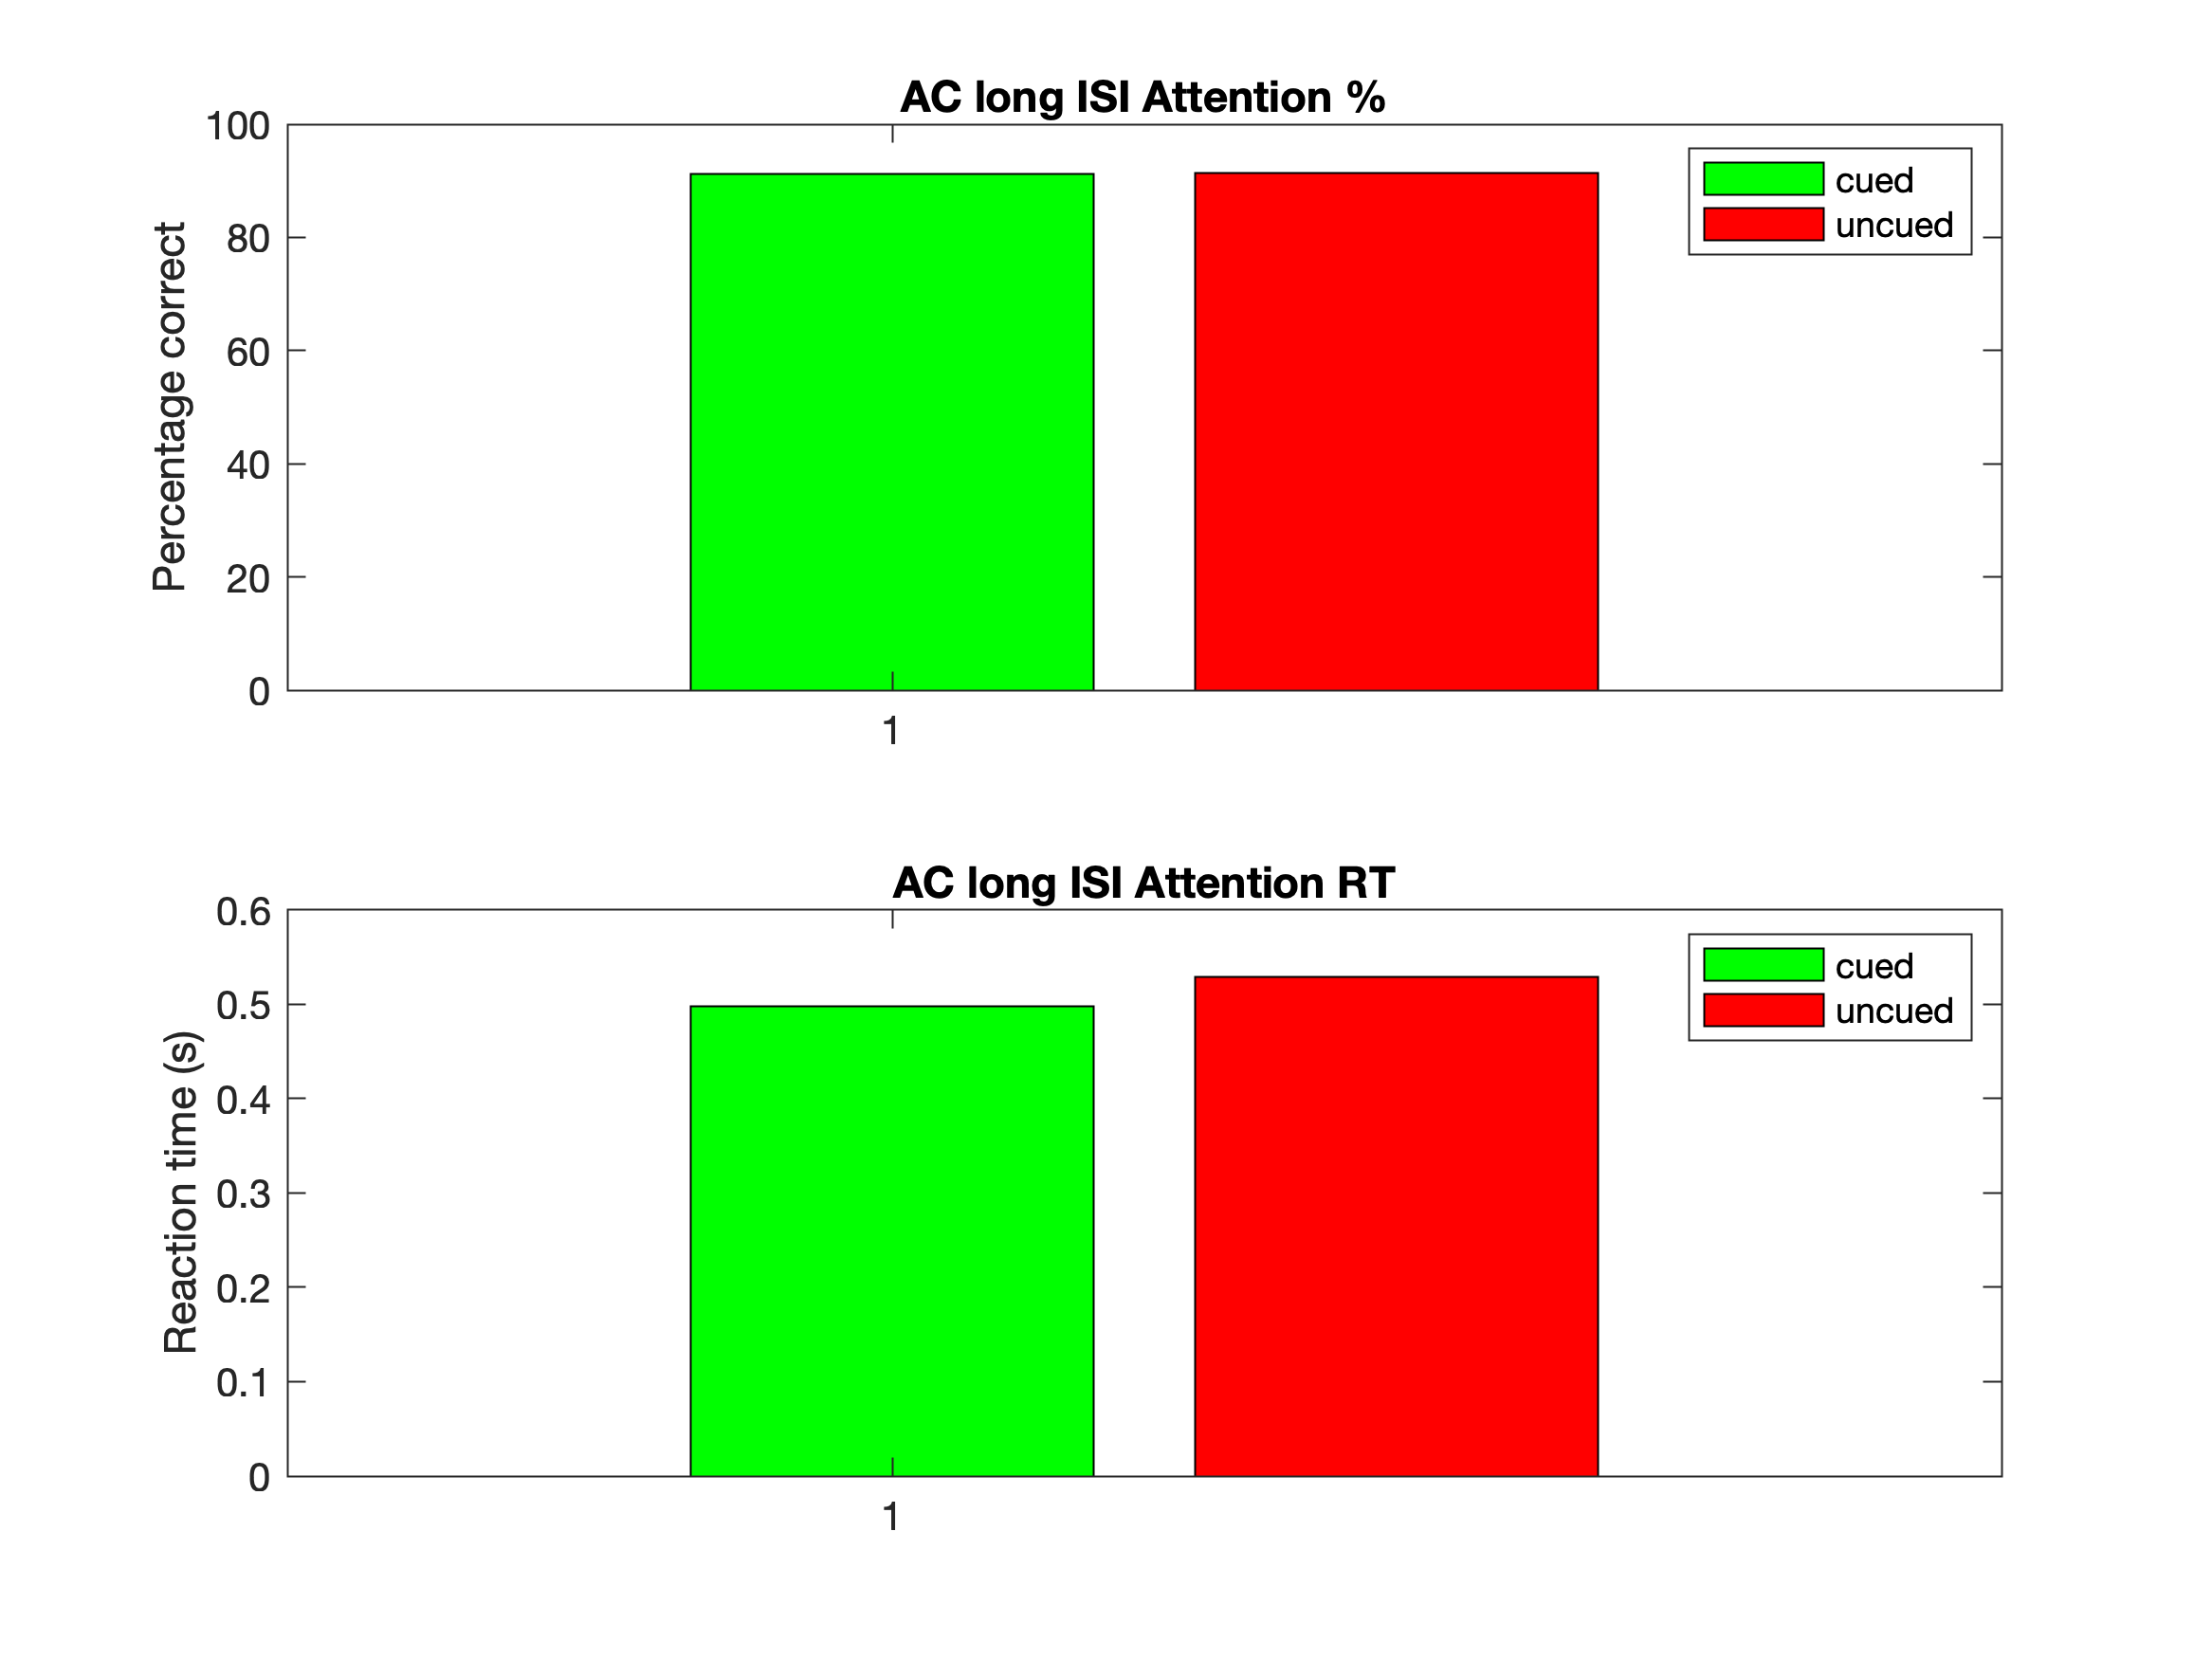 AC long ISI Attention %
100
80
60
40
20
0
Percentage correct
cued
uncued
1
AC long ISI Attention RT
0.6
0.5
0.4
0.3
0.2
0.1
0
Reaction time (s)
cued
uncued
1